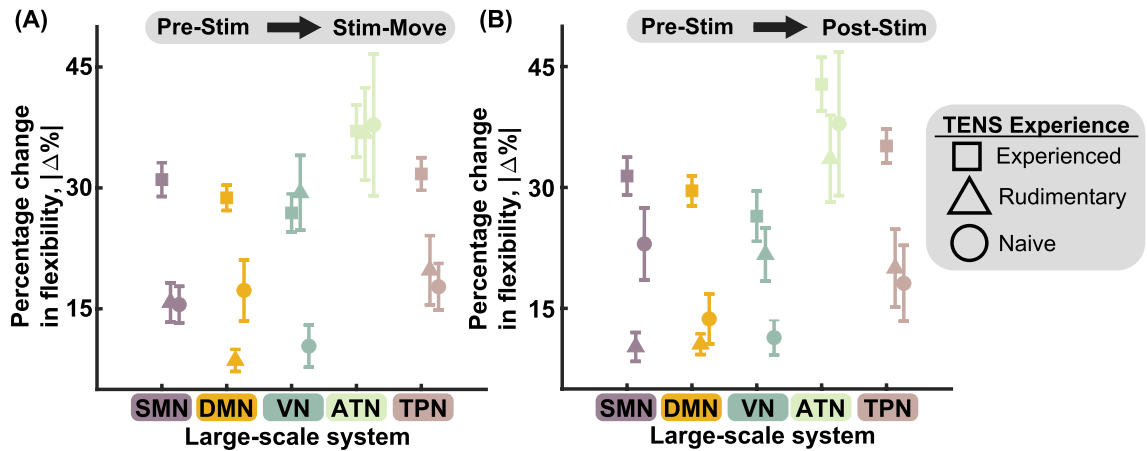 (A)
Pre-Stim Stim-Move
Percentage change
in flexibility, |△%|
45
30
15
SMN DMN VN ATN TPN
Large-scale system
(B)
Pre-Stim Post-Stim
Percentage change
in flexibility, |△%|
45
30
15
SMN DMN VN ATN TPN
Large-scale system
TENS Experience
Experienced
Rudimentary
Naive